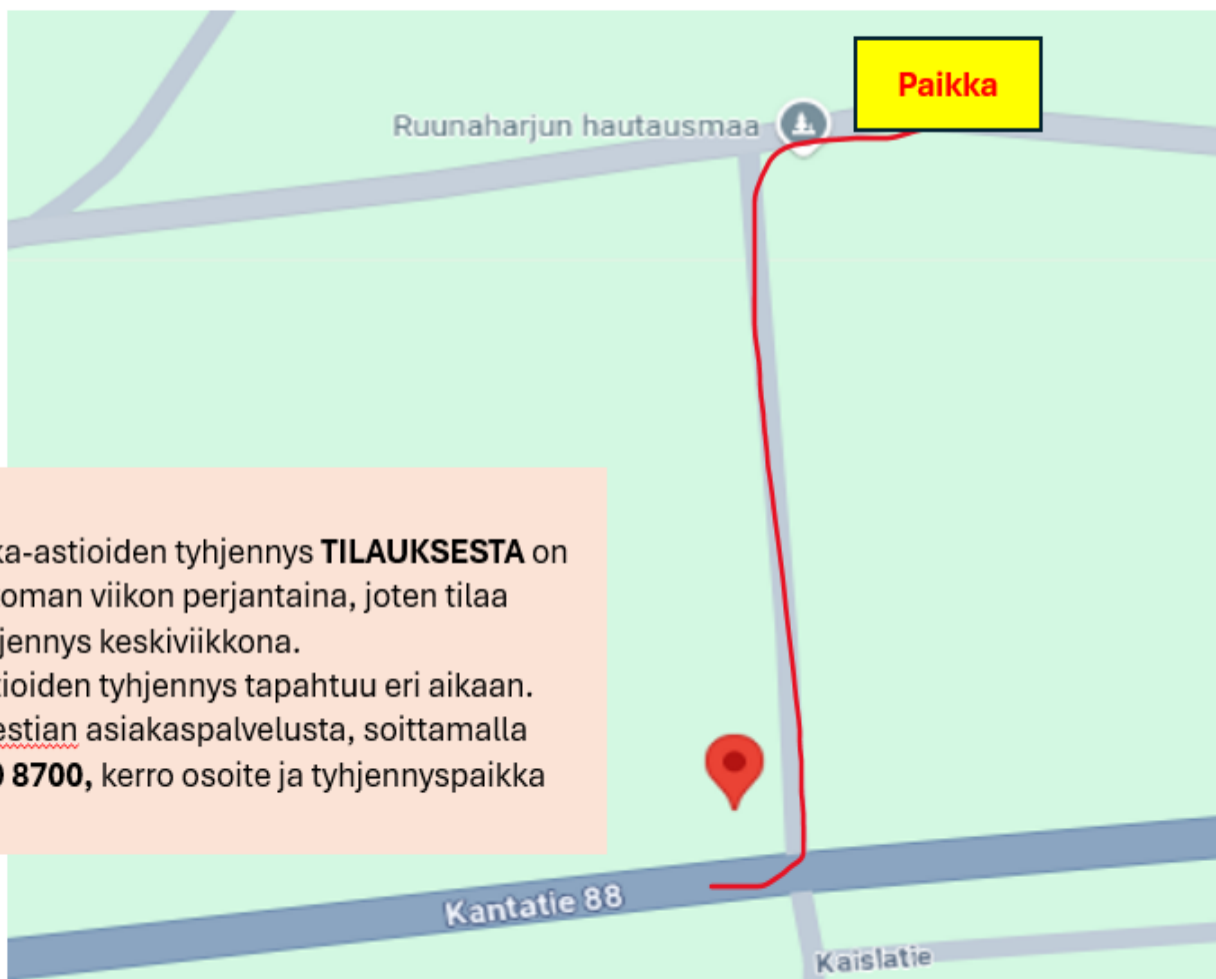 Paikka
Ruunaharjun hautausmaa
ka-astioiden tyhjennys TILAUKSESTA on
oman viikon perjantaina, joten tilaa
jennys keskiviikkona.
tioiden tyhjennys tapahtuu eri aikaan.
estian asiakaspalvelusta, soittamalla
0 8700, kerro osoite ja tyhjennyspaikka
Kantatie 88
Kaislatie